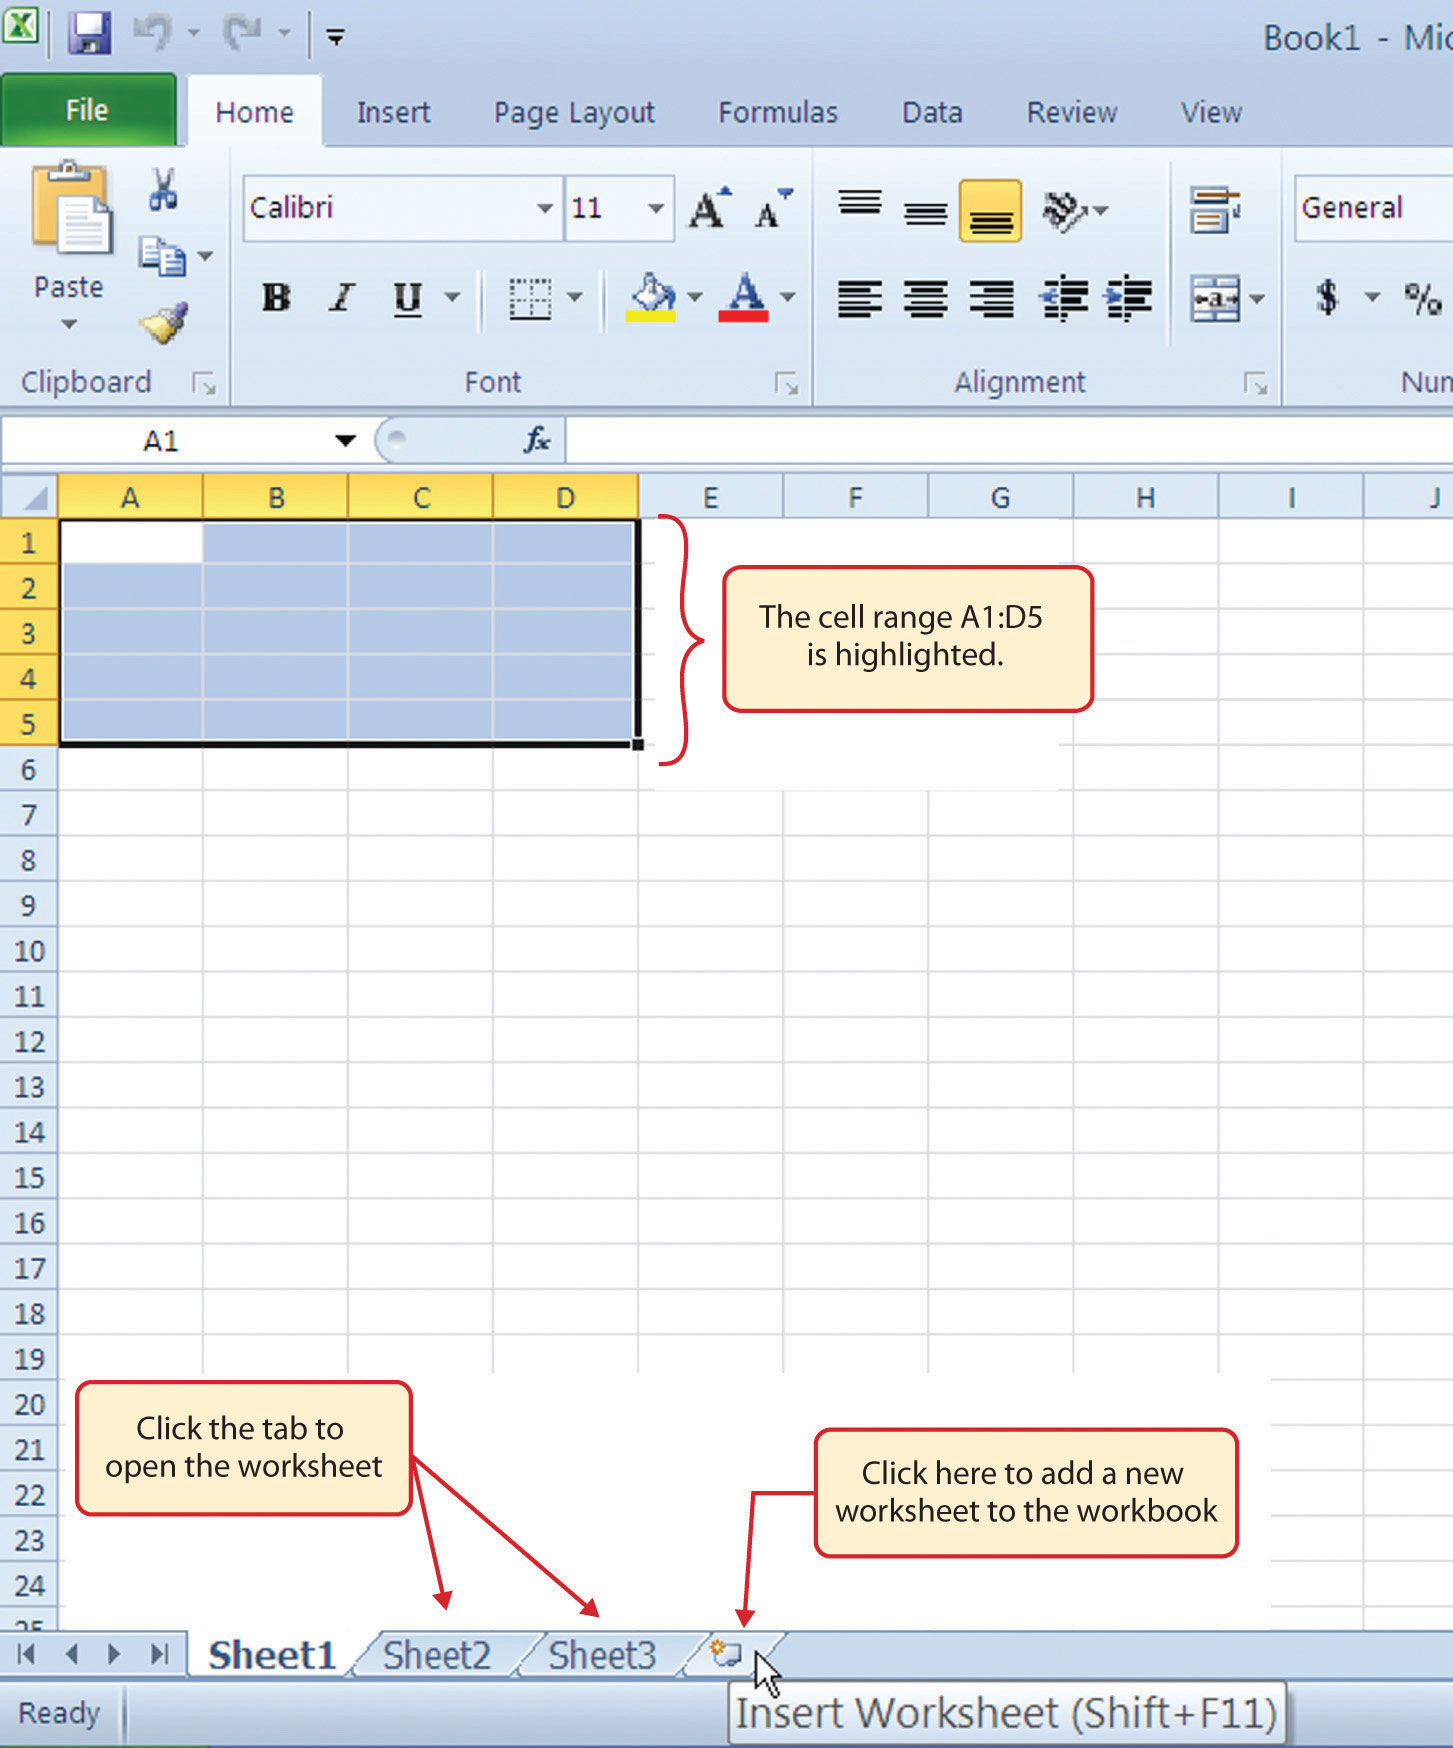 Book1 - Mic
File Home Insert Page Layout Formulas Data Review View
Calibri 11 General
Paste
B I U $ %
Clipboard Font Alignment Num
A1 fx
A B C D E F G H I J
1
The cell range A1:D5
is highlighted.
2
3
4
5
6
7
8
9
10
11
12
13
14
15
16
17
18
19
20
21
22
23
24
25
Click the tab to
open the worksheet
Click here to add a new
worksheet to the workbook
Sheet1 Sheet2 Sheet3
Ready
Insert Worksheet (Shift+F11)